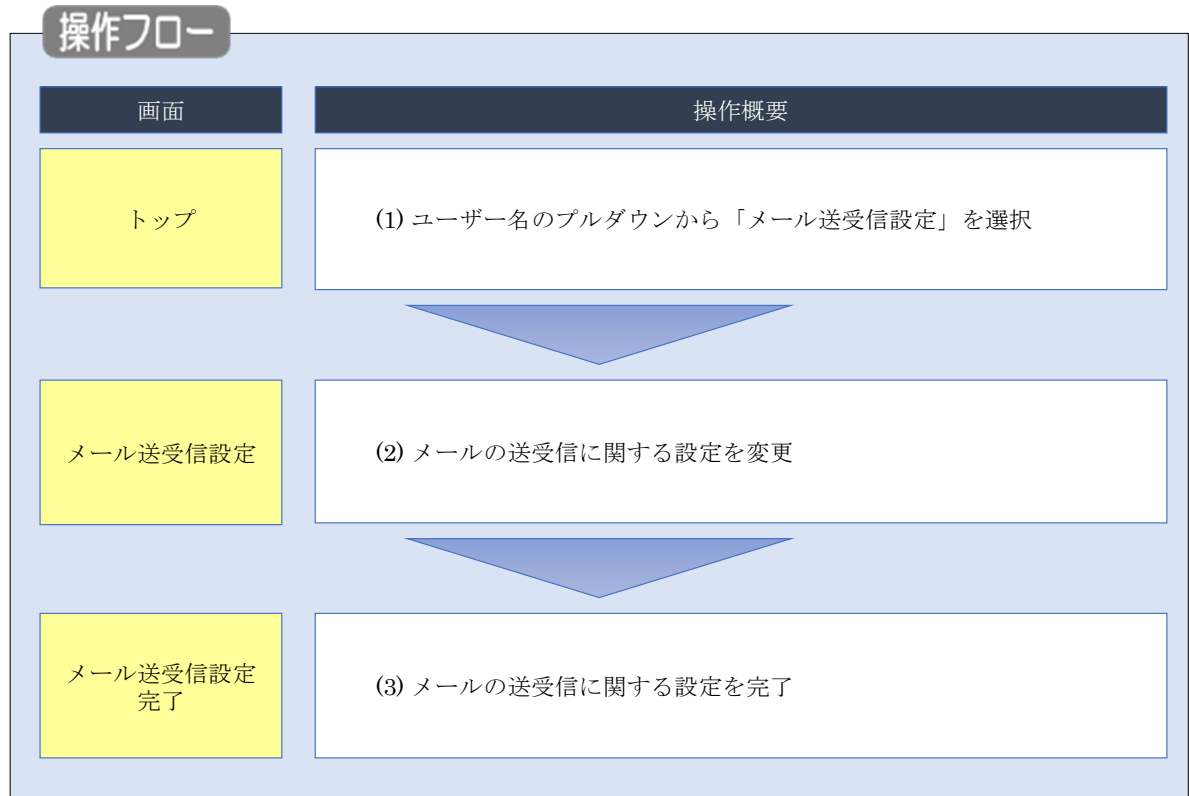 操作フロー
画面
操作概要
トップ
(1) ユーザー名のプルダウンから「メール送受信設定」を選択
メール送受信設定
(2) メールの送受信に関する設定を変更
メール送受信設定
完了
(3) メールの送受信に関する設定を完了